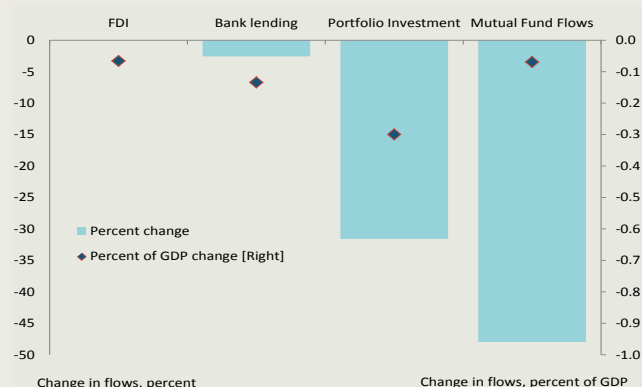 FDI Bank lending Portfolio Investment Mutual Fund Flows
0 0.0
-5 -0.1
-10 -0.2
-15 -0.3
-20 -0.4
-25 -0.5
-30 -0.6
-35 -0.7
-40 -0.8
-45 -0.9
-50 -1.0
Percent change
Percent of GDP change [Right]
Change in flows, percent Change in flows, percent of GDP